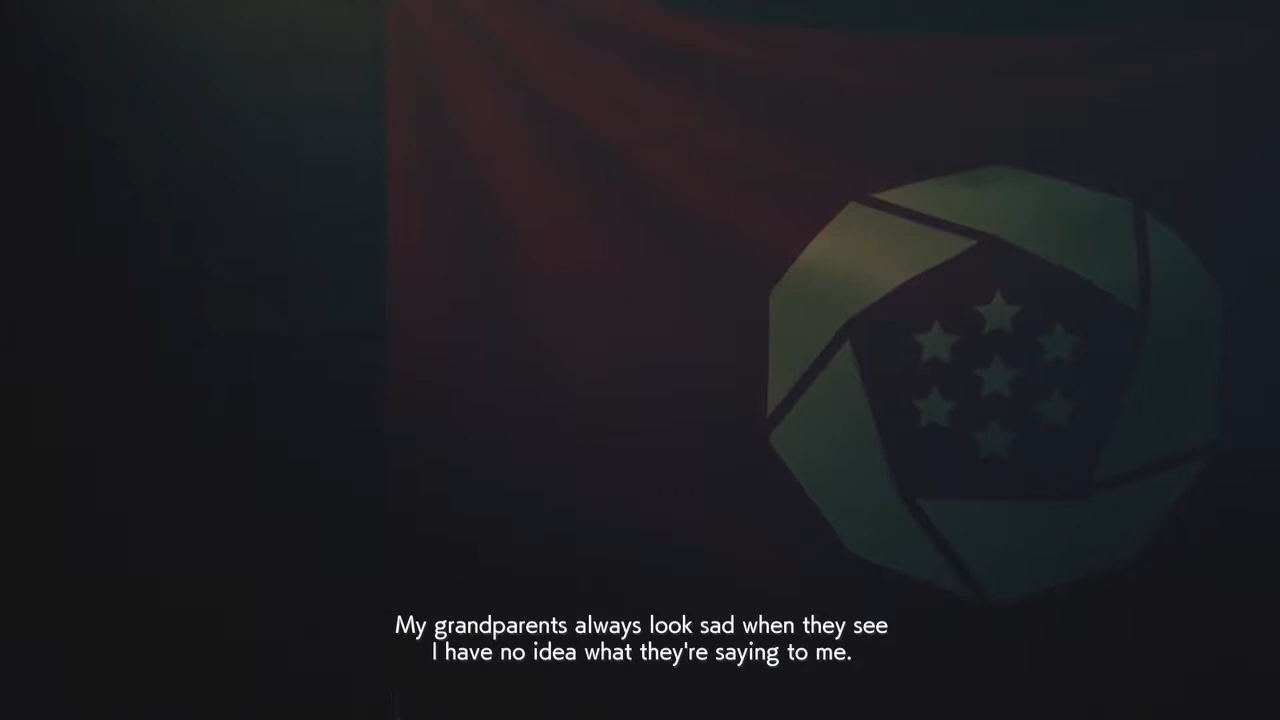 My grandparents always look sad when they see
I have no idea what they're saying to me.